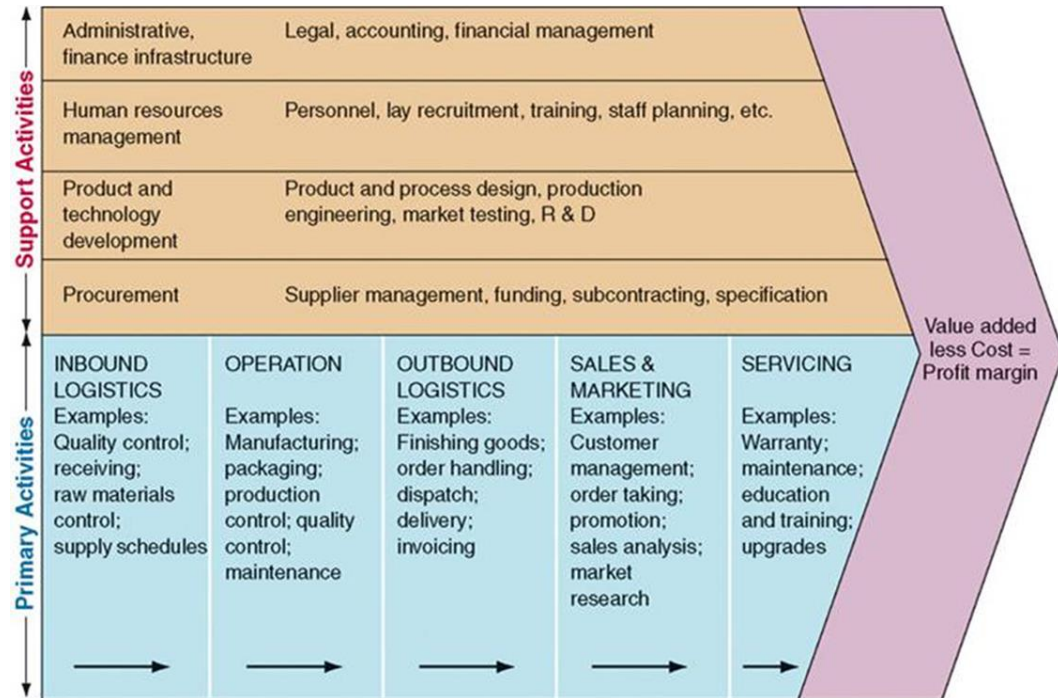 Support Activities
Administrative,
finance infrastructure
Legal, accounting, financial management
Human resources
management
Personnel, lay recruitment, training, staff planning, etc.
Product and
technology
development
Product and process design, production
engineering, market testing, R & D
Procurement
Supplier management, funding, subcontracting, specification
Primary Activities
INBOUND
LOGISTICS
Examples:
Quality control;
receiving;
raw materials
control;
supply schedules
OPERATION
Examples:
Manufacturing;
packaging;
production
control; quality
control;
maintenance
OUTBOUND
LOGISTICS
Examples:
Finishing goods;
order handling;
dispatch;
delivery;
invoicing
SALES &
MARKETING
Examples:
Customer
management;
order taking;
promotion;
sales analysis;
market
research
SERVICING
Examples:
Warranty;
maintenance;
education
and training;
upgrades
Value added
less Cost =
Profit margin